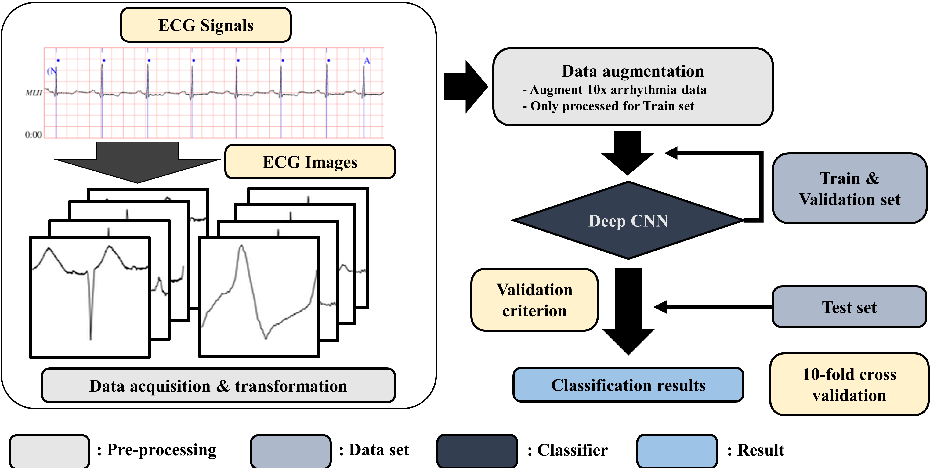 ECG Signals
(N
A
MLII
0:00
ECG Images
Data acquisition & transformation
Data augmentation
- Augment 10x arrhythmia data
- Only processed for Train set
Deep CNN
Train &
Validation set
Validation
criterion
Test set
Classification results
10-fold cross
validation
: Pre-processing
: Data set
: Classifier
: Result